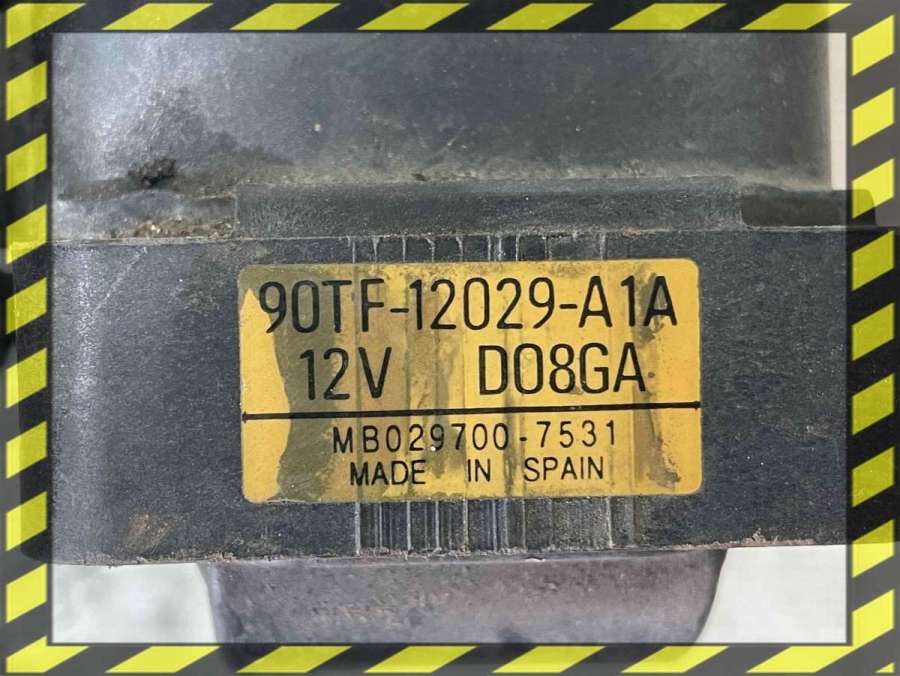 90TF-12029-A1A
12V D08GA
MB029700-7531
MADE IN SPAIN